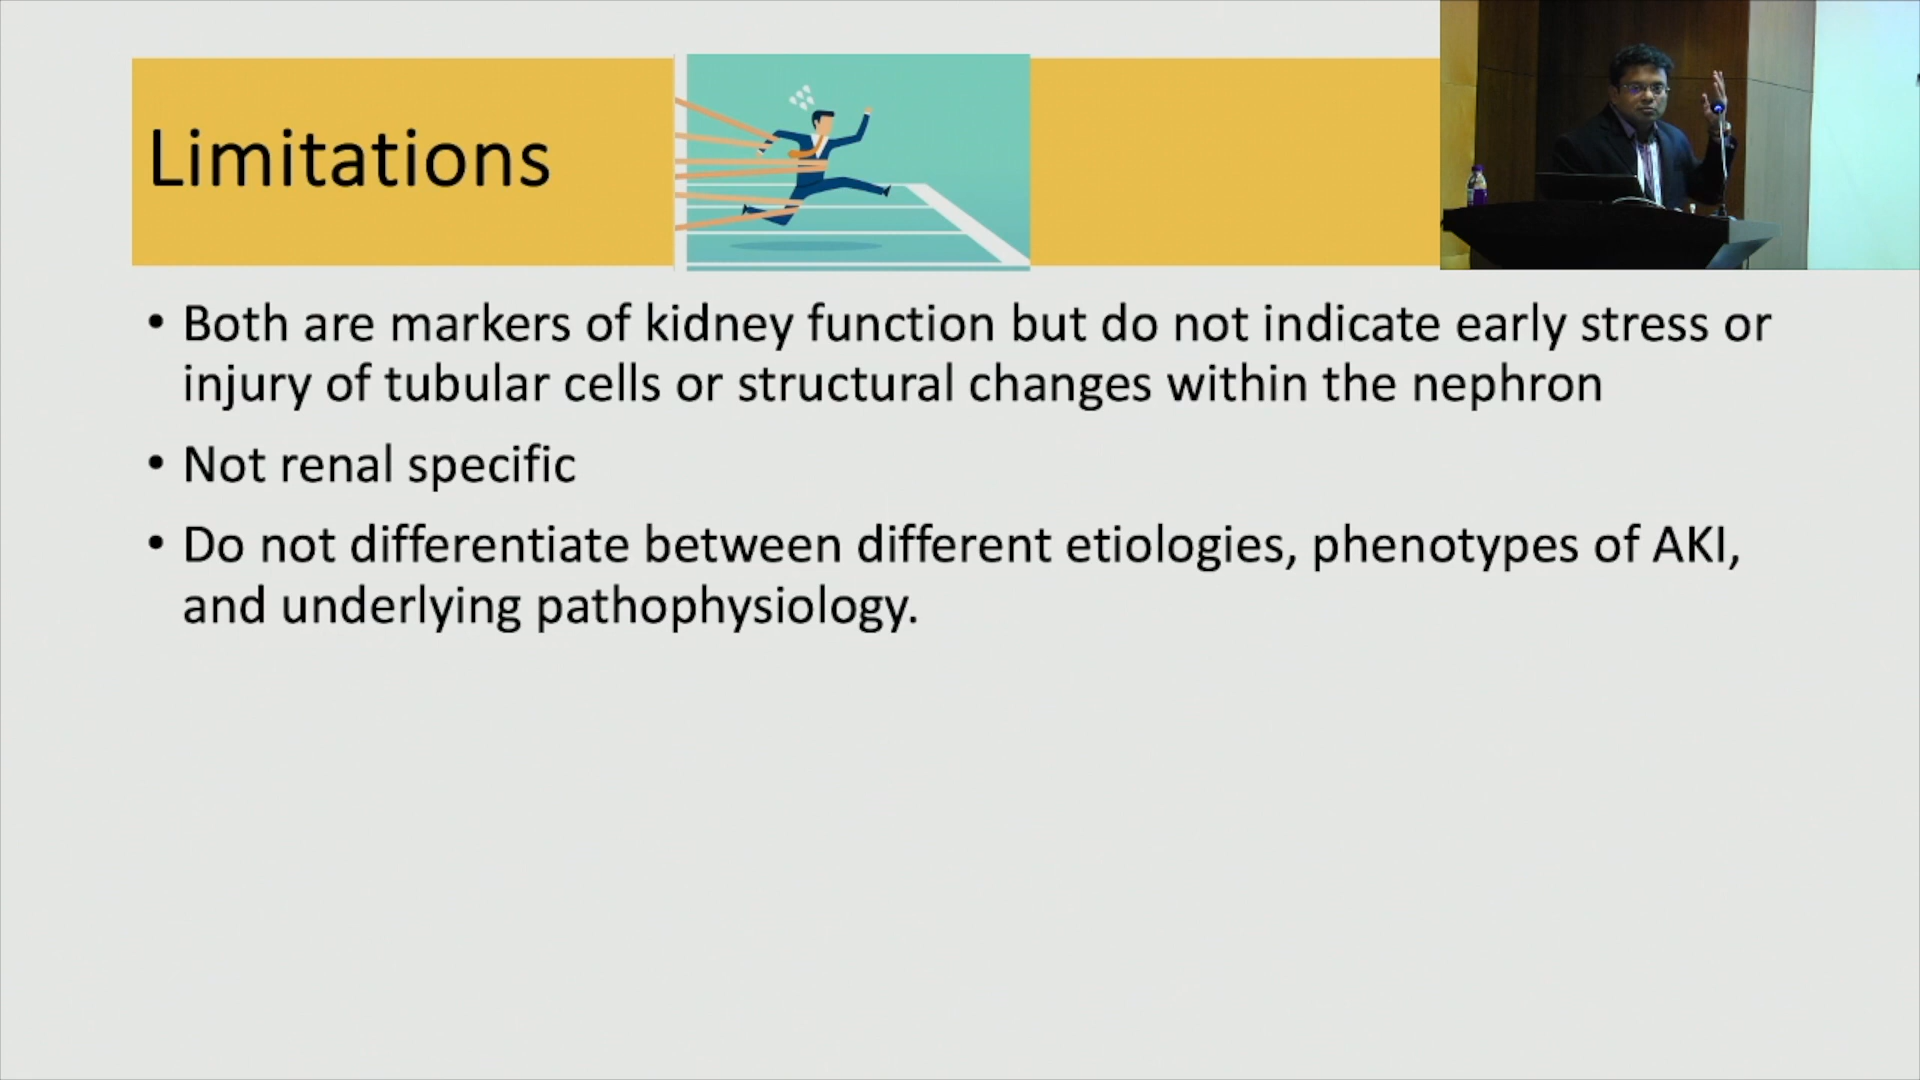 Limitations
• Both are markers of kidney function but do not indicate early stress or
injury of tubular cells or structural changes within the nephron
• Not renal specific
• Do not differentiate between different etiologies, phenotypes of AKI,
and underlying pathophysiology.